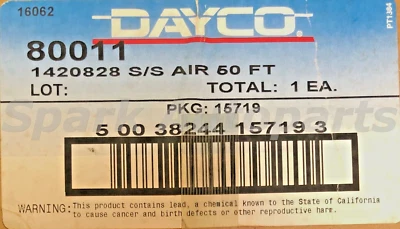 16062
DAYCO.
PT1J04
80011
1420828 S/S AIR 50 FT
LOT: TOTAL: 1 EA.
PKG: 15719
5 00 38244 15719 3
WARNING: This product contains lead, a chemical known to the State of California
to cause cancer and birth defects or other reproductive harm.